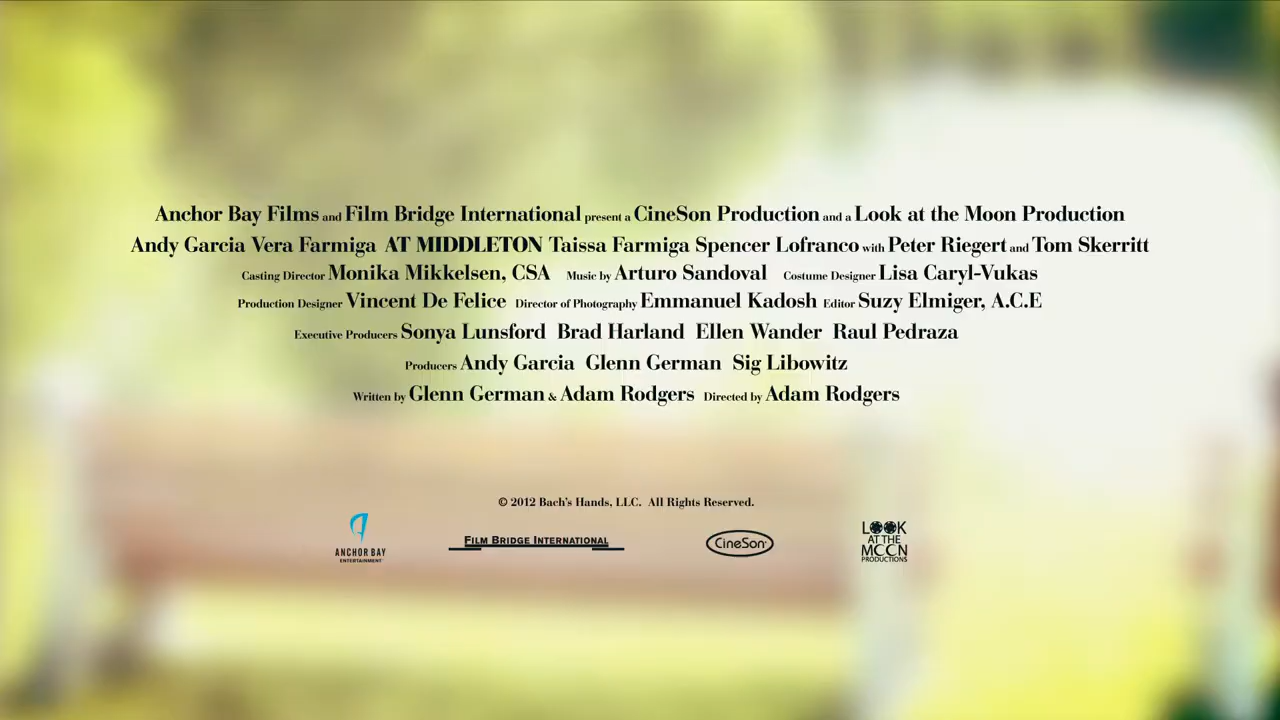 Anchor Bay Films and Film Bridge International present a CineSon Production and a Look at the Moon Production
Andy Garcia Vera Farmiga AT MIDDLETON Taissa Farmiga Spencer Lofranco with Peter Riegert and Tom Skerritt
Casting Director Monika Mikkelsen, CSA Music by Arturo Sandoval Costume Designer Lisa Caryl-Vukas
Production Designer Vincent De Felice Director of Photography Emmanuel Kadosh Editor Suzy Elmiger, A.C.E
Executive Producers Sonya Lunsford Brad Harland Ellen Wander Raul Pedraza
Producers Andy Garcia Glenn German Sig Libowitz
Written by Glenn German & Adam Rodgers Directed by Adam Rodgers
© 2012 Bach's Hands, LLC. All Rights Reserved.
ANCHOR BAY
ENTERTAINMENT
FILM BRIDGE INTERNATIONAL
CineSon
LOOK
AT THE
MOON
PRODUCTIONS